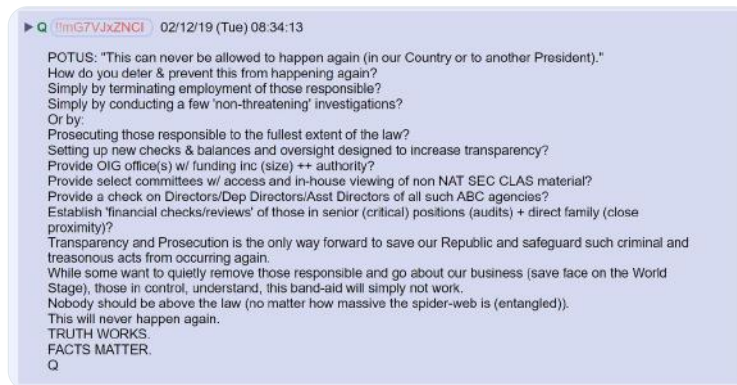 ▶ Q !!mG7VJxZNCI 02/12/19 (Tue) 08:34:13
POTUS: "This can never be allowed to happen again (in our Country or to another President)."
How do you deter & prevent this from happening again?
Simply by terminating employment of those responsible?
Simply by conducting a few 'non-threatening' investigations?
Or by:
Prosecuting those responsible to the fullest extent of the law?
Setting up new checks & balances and oversight designed to increase transparency?
Provide OIG office(s) w/ funding inc (size) ++ authority?
Provide select committees w/ access and in-house viewing of non NAT SEC CLAS material?
Provide a check on Directors/Dep Directors/Asst Directors of all such ABC agencies?
Establish 'financial checks/reviews' of those in senior (critical) positions (audits) + direct family (close
proximity)?
Transparency and Prosecution is the only way forward to save our Republic and safeguard such criminal and
treasonous acts from occurring again.
While some want to quietly remove those responsible and go about our business (save face on the World
Stage), those in control, understand, this band-aid will simply not work.
Nobody should be above the law (no matter how massive the spider-web is (entangled)).
This will never happen again.
TRUTH WORKS.
FACTS MATTER.
Q